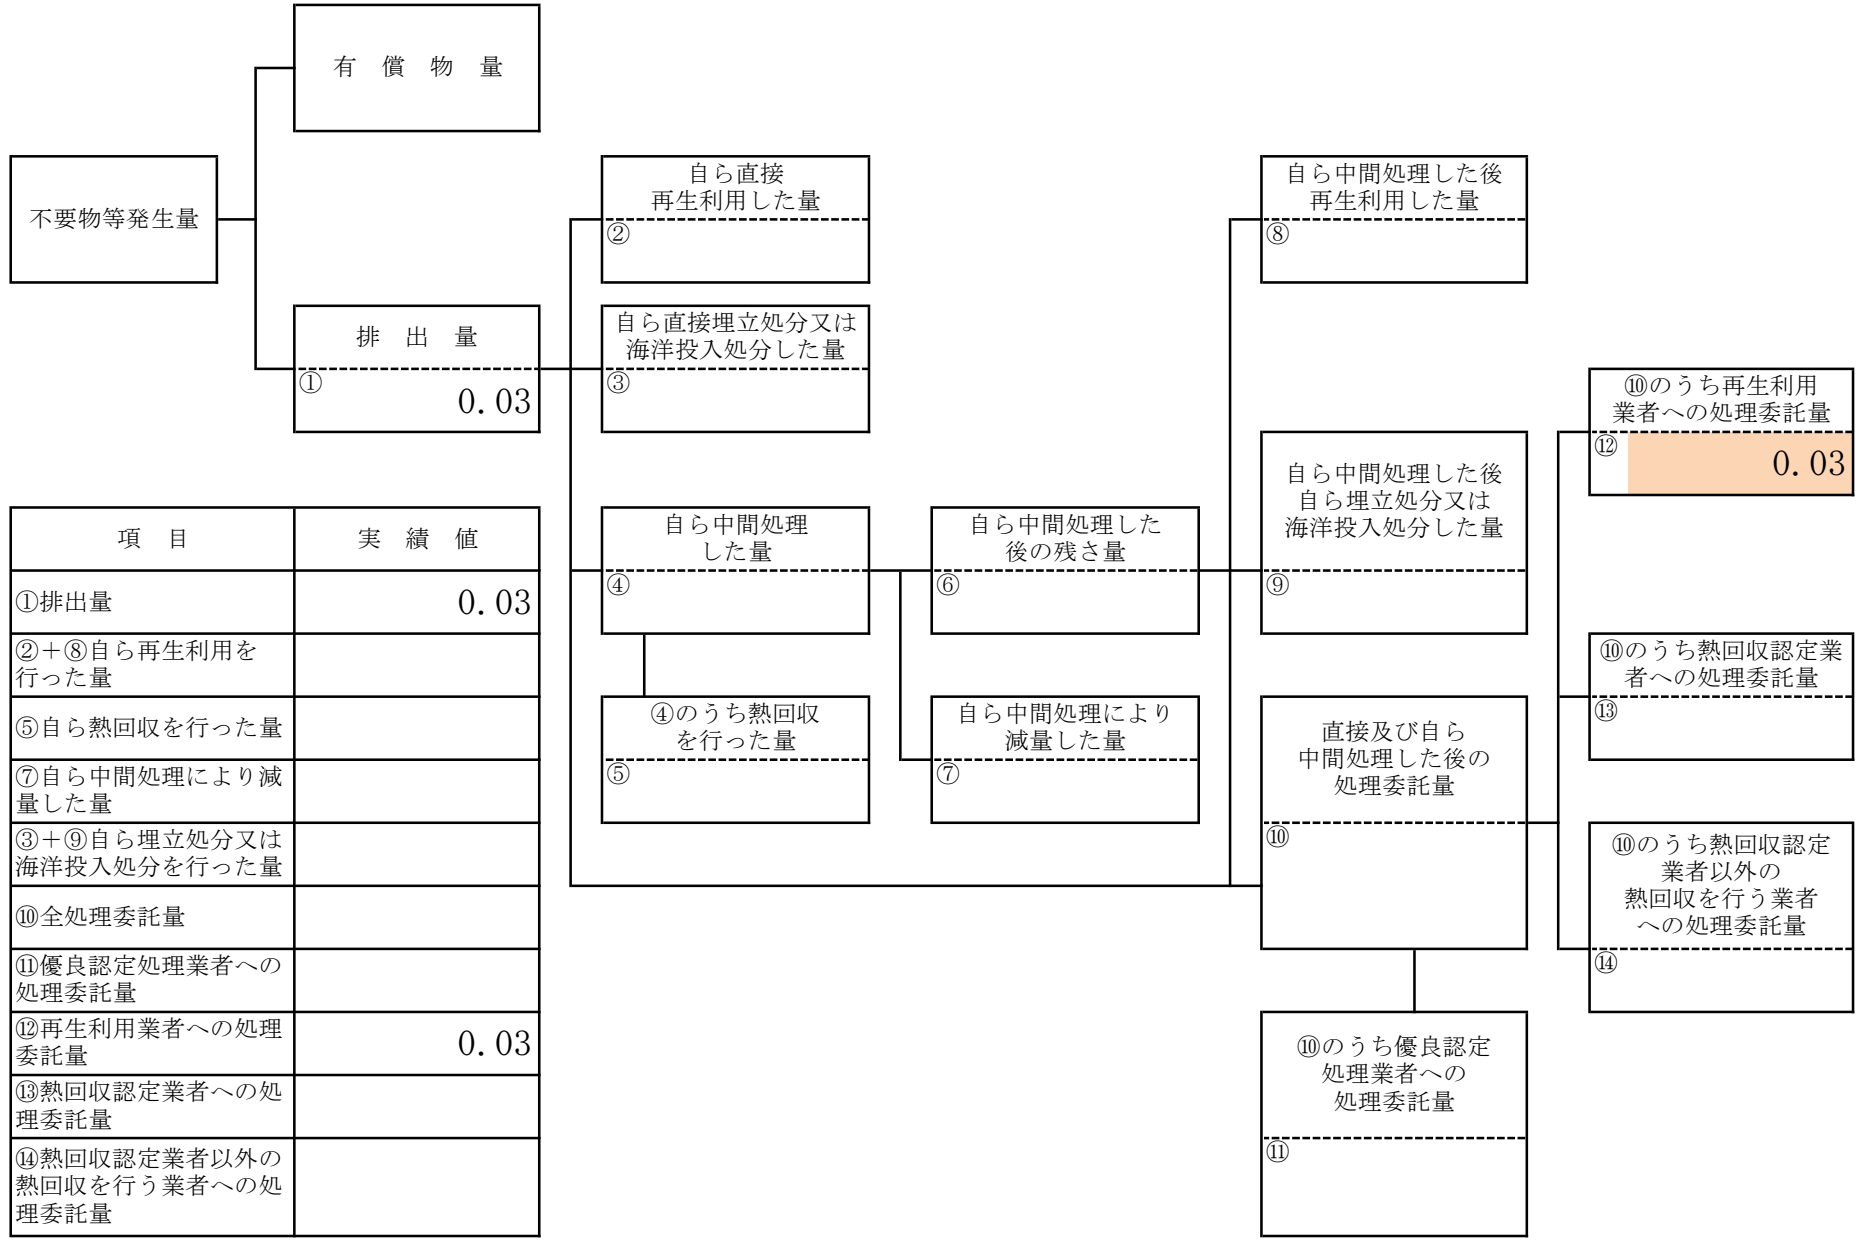 有 償 物 量
不要物等発生量
排 出 量
①
0.03
自ら直接
再生利用した量
②
自ら直接埋立処分又は
海洋投入処分した量
③
自ら中間処理
した量
④
④のうち熱回収
を行った量
⑤
自ら中間処理した
後の残さ量
⑥
自ら中間処理により
減量した量
⑦
自ら中間処理した後
再生利用した量
⑧
自ら中間処理した後
自ら埋立処分又は
海洋投入処分した量
⑨
直接及び自ら
中間処理した後の
処理委託量
⑩
⑩のうち優良認定
処理業者への
処理委託量
⑪
⑩のうち再生利用
業者への処理委託量
⑫
0.03
⑩のうち熱回収認定業
者への処理委託量
⑬
⑩のうち熱回収認定
業者以外の
熱回収を行う業者
への処理委託量
⑭
項 目 実 績 値
①排出量 0.03
②＋⑧自ら再生利用を
行った量
⑤自ら熱回収を行った量
⑦自ら中間処理により減
量した量
③＋⑨自ら埋立処分又は
海洋投入処分を行った量
⑩全処理委託量
⑪優良認定処理業者への
処理委託量
⑫再生利用業者への処理
委託量 0.03
⑬熱回収認定業者への処
理委託量
⑭熱回収認定業者以外の
熱回収を行う業者への処
理委託量